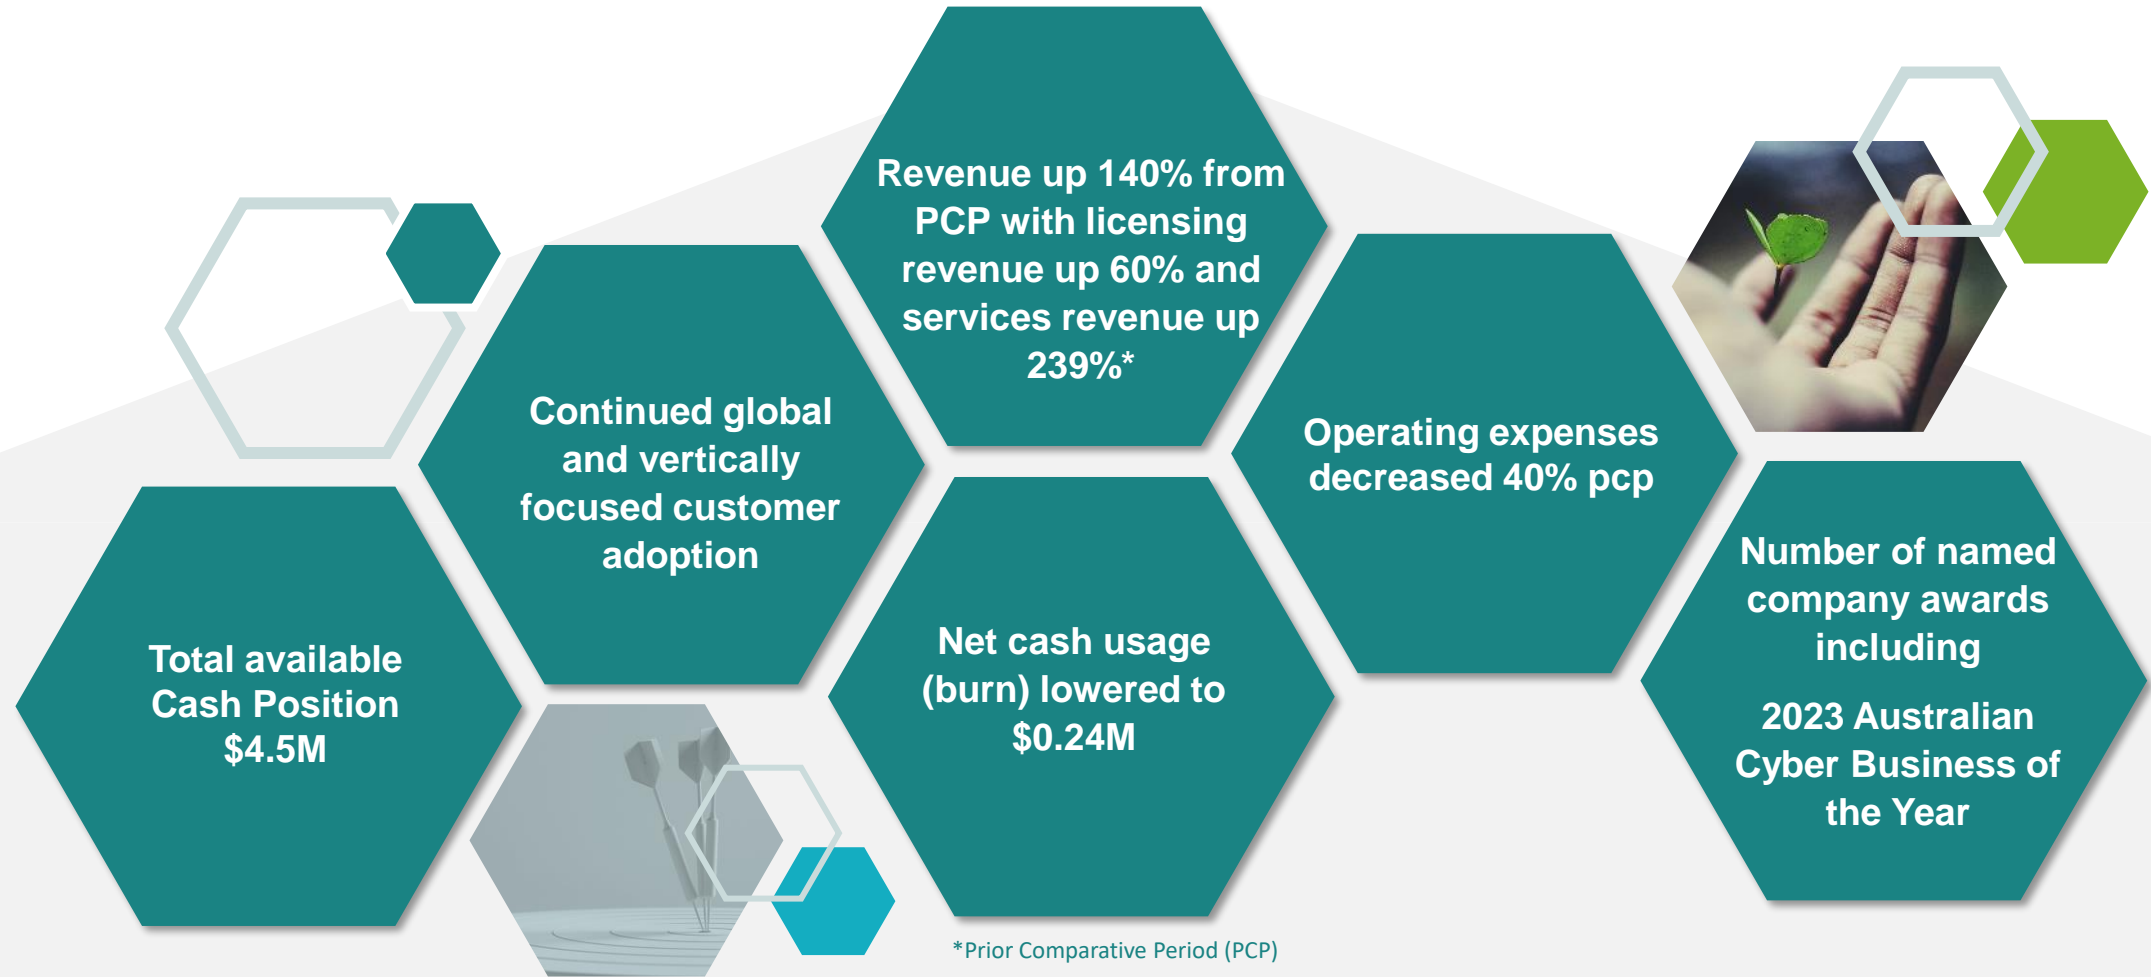 Revenue up 140% from
PCP with licensing
revenue up 60% and
services revenue up
239%*
Continued global
and vertically
focused customer
adoption
Operating expenses
decreased 40% pcp
Total available
Cash Position
$4.5M
Net cash usage
(burn) lowered to
$0.24M
Number of named
company awards
including
2023 Australian
Cyber Business of
the Year
*Prior Comparative Period (PCP)